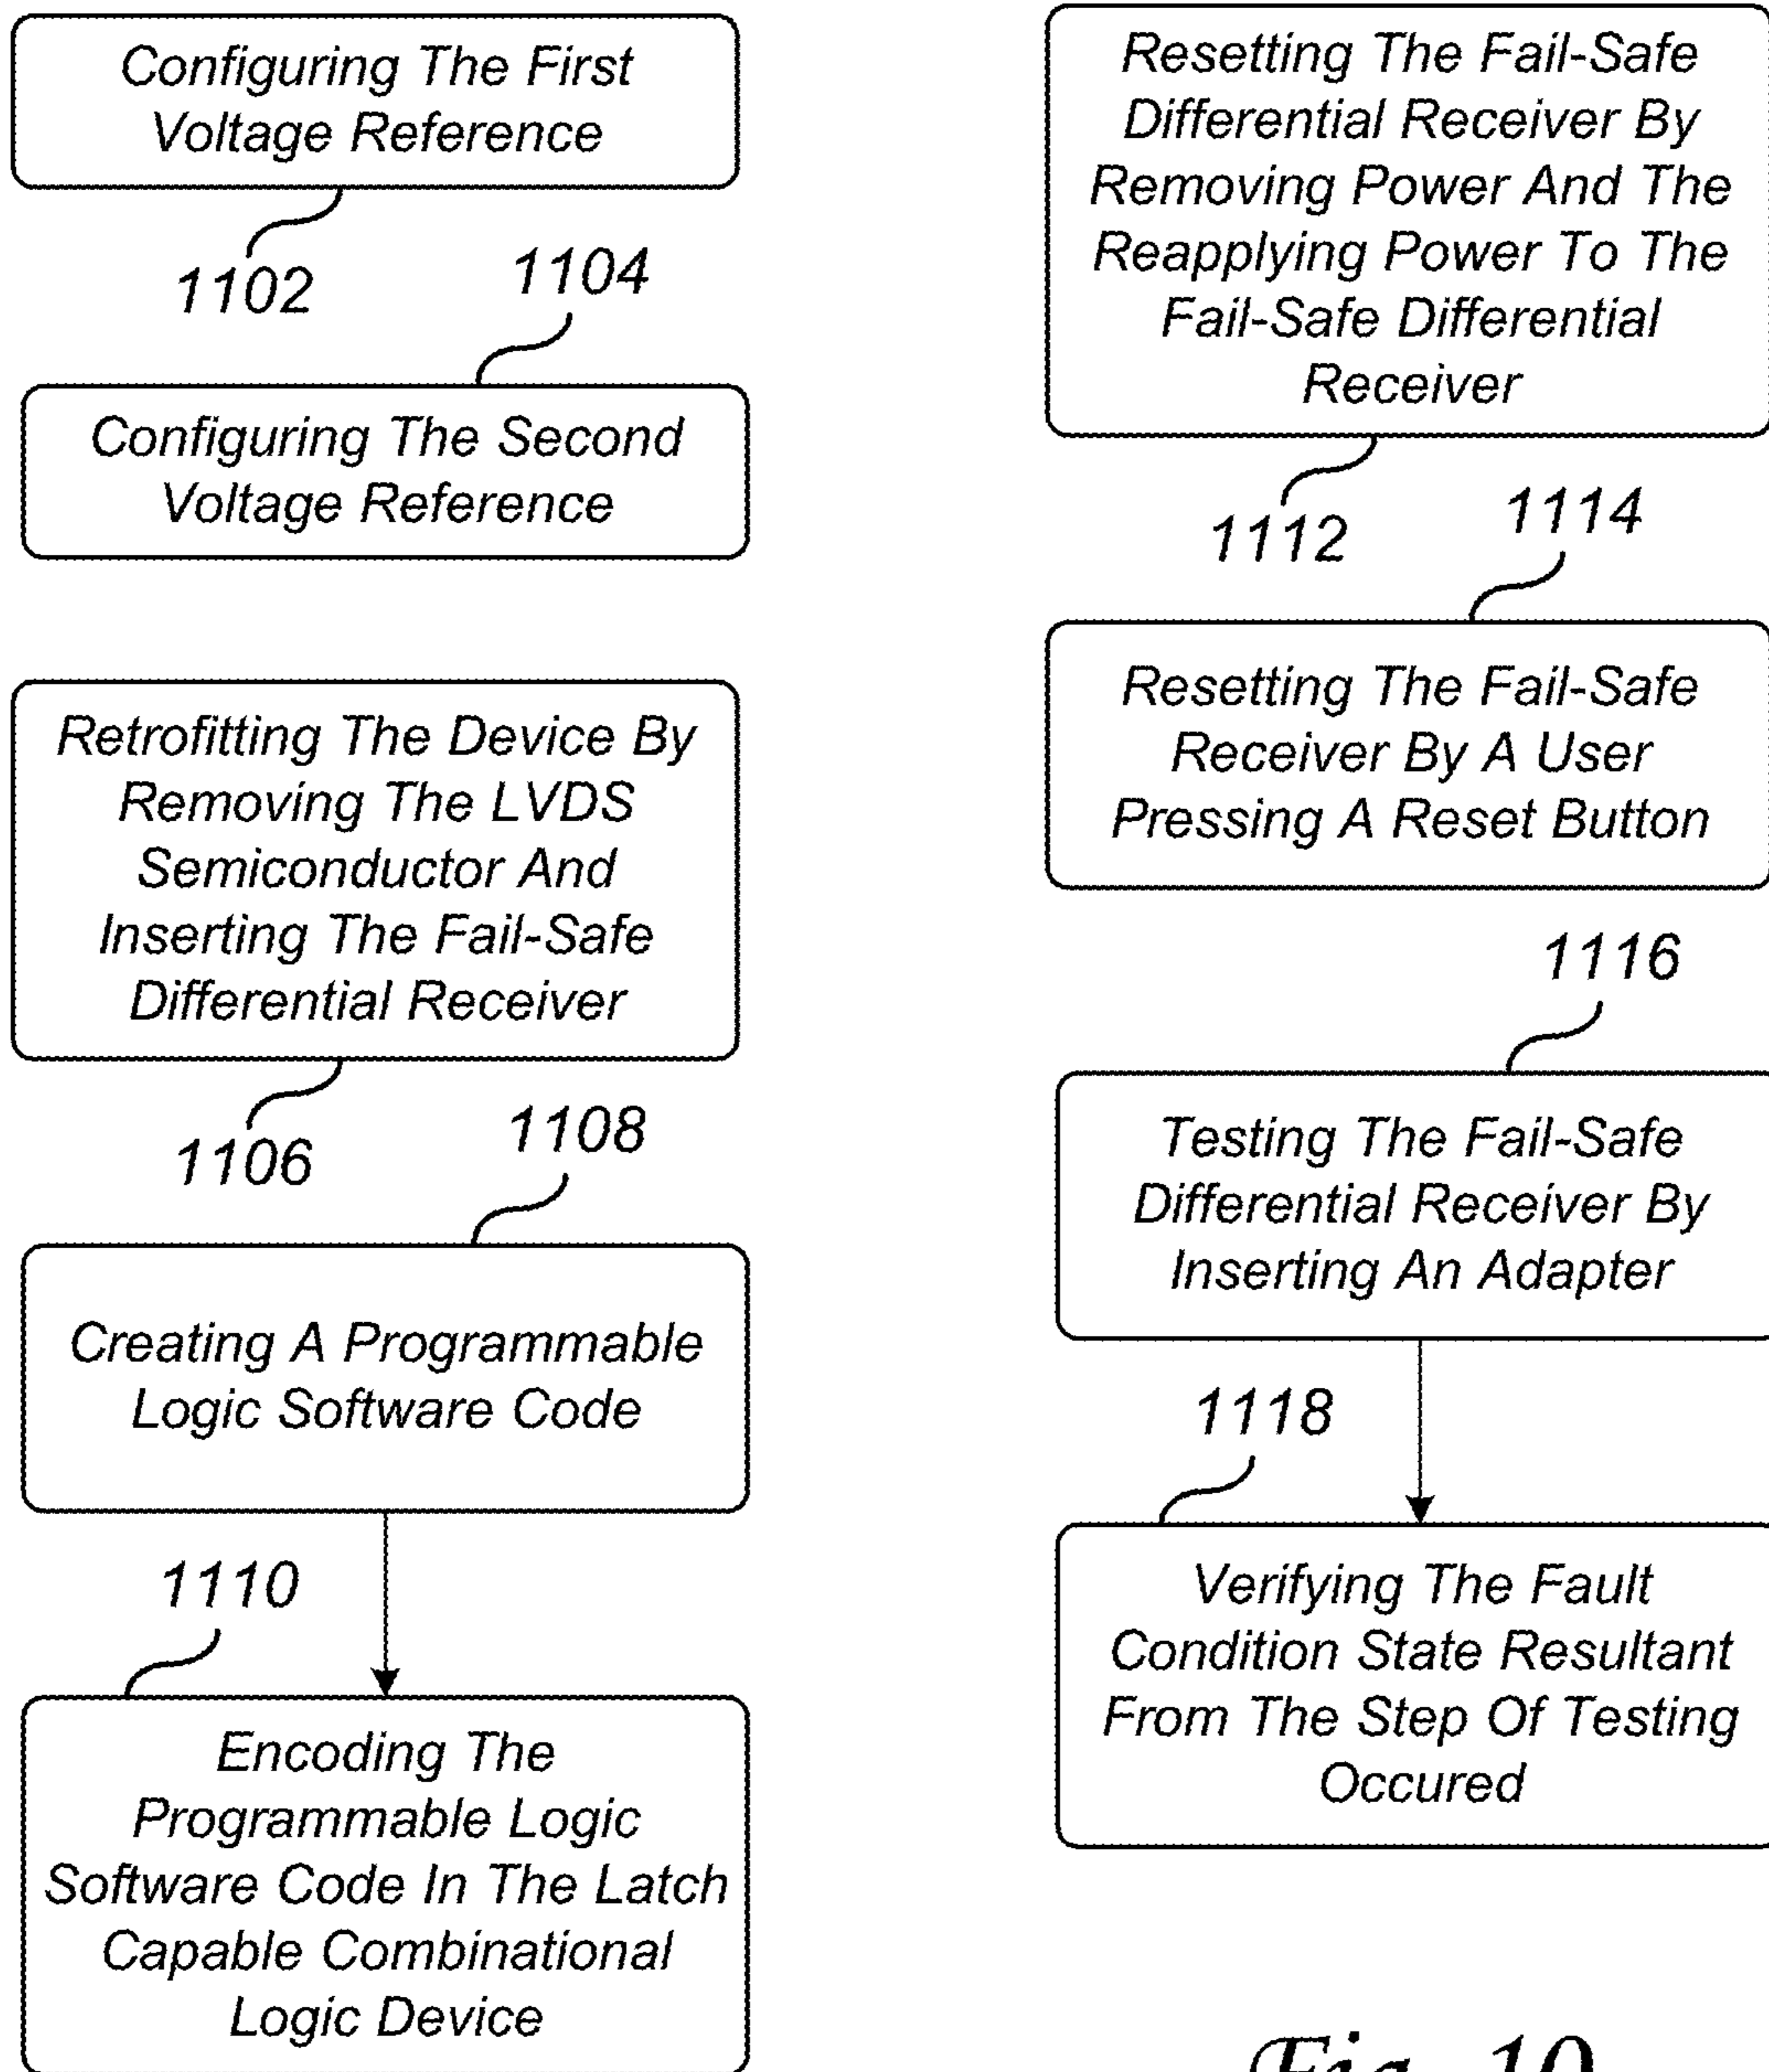 Configuring The First
Voltage Reference
1102
1104
Configuring The Second
Voltage Reference
Retrofitting The Device By
Removing The LVDS
Semiconductor And
Inserting The Fail-Safe
Differential Receiver
1106
1108
Creating A Programmable
Logic Software Code
1110
Encoding The
Programmable Logic
Software Code In The Latch
Capable Combinational
Logic Device
Resetting The Fail-Safe
Differential Receiver By
Removing Power And The
Reapplying Power To The
Fail-Safe Differential
Receiver
1112
1114
Resetting The Fail-Safe
Receiver By A User
Pressing A Reset Button
1116
Testing The Fail-Safe
Differential Receiver By
Inserting An Adapter
1118
Verifying The Fault
Condition State Resultant
From The Step Of Testing
Occured
Fig. 10